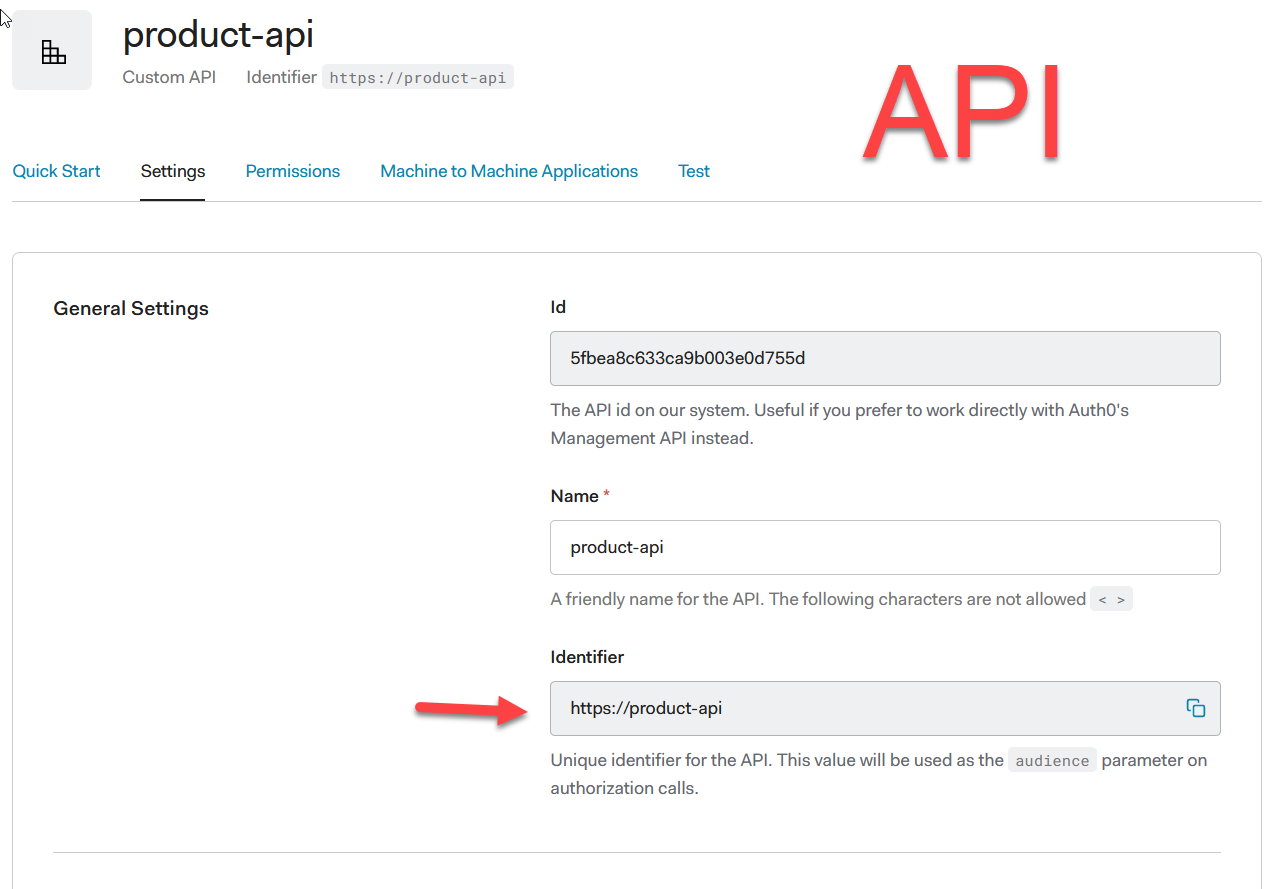 product-api
Custom API Identifier https://product-api
API
Quick Start Settings Permissions Machine to Machine Applications Test
General Settings
Id
5fbea8c633ca9b003e0d755d
The API id on our system. Useful if you prefer to work directly with Auth0's
Management API instead.
Name *
product-api
A friendly name for the API. The following characters are not allowed < >
Identifier
https://product-api
Unique identifier for the API. This value will be used as the audience parameter on
authorization calls.